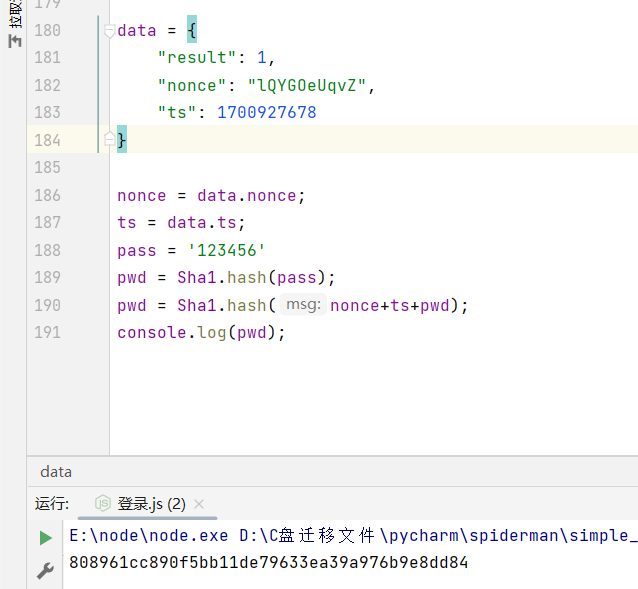 拉取
179
180 data = {
181 "result": 1,
182 "nonce": "lQYGOeUqvZ",
183 "ts": 1700927678
184 }
185
186 nonce = data.nonce;
187 ts = data.ts;
188 pass = '123456'
189 pwd = Sha1.hash(pass);
190 pwd = Sha1.hash( msg: nonce+ts+pwd);
191 console.log(pwd);
data
运行: JS 登录.js (2) ×
E:\node\node.exe D:\C盘迁移文件\pycharm\spiderman\simple_
808961cc890f5bb11de79633ea39a976b9e8dd84